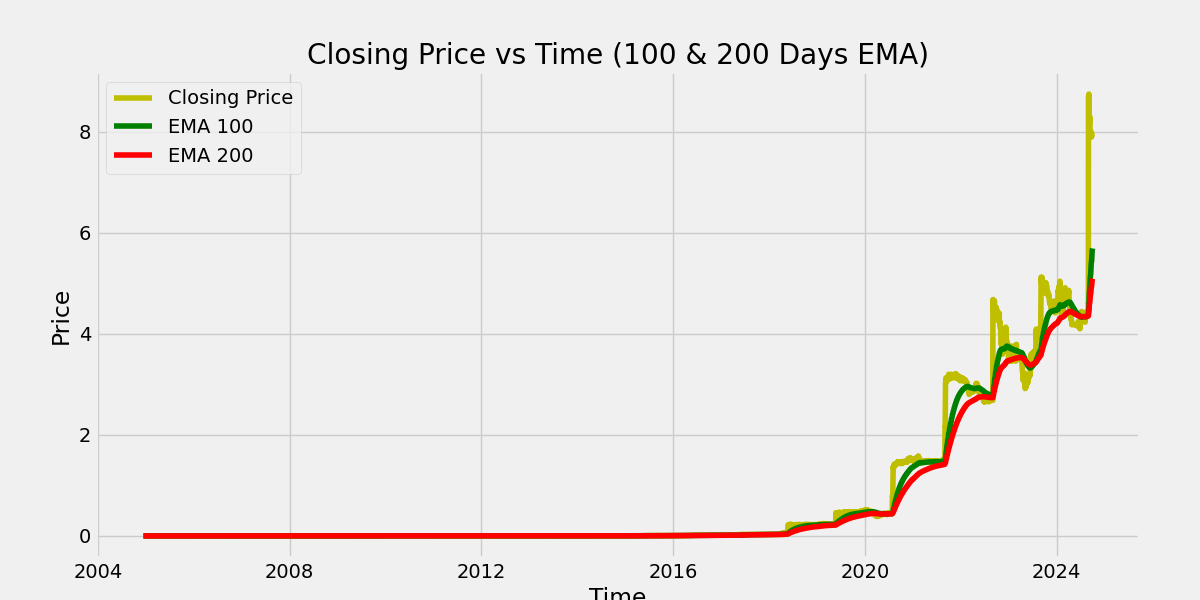 Closing Price vs Time (100 & 200 Days EMA)
Closing Price
EMA 100
EMA 200
8
6
4
2
0
Price
2004
2008
2012
2016
2020
2024
Time